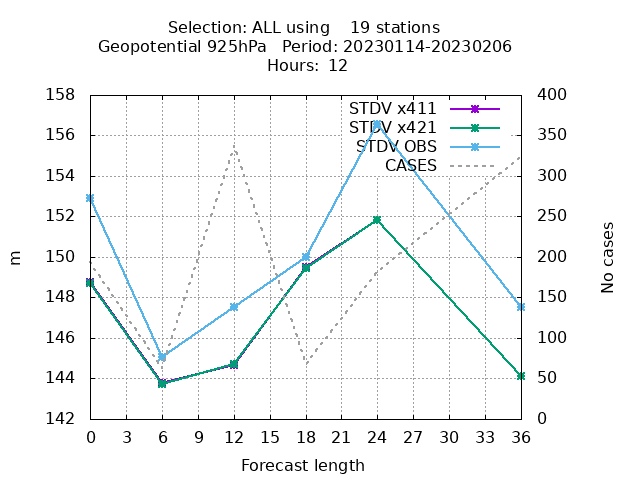 Selection: ALL using    19 stations
Geopotential 925hPa   Period: 20230114-20230206
Hours: 12
158 400
STDV x411
156 350
STDV x421
STDV OBS
154 300
CASES
152 250
150 200
m
No cases
148 150
146 100
144 50
142 0
0 3 6 9 12 15 18 21 24 27 30 33 36
Forecast length